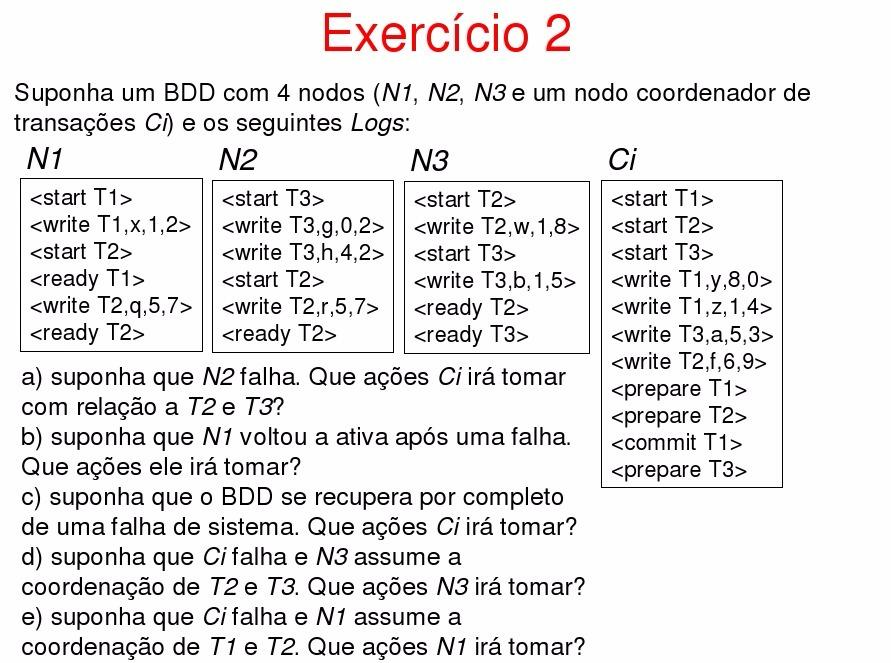 Exercício 2
Suponha um BDD com 4 nodos (N1, N2, N3 e um nodo coordenador de
transações Ci) e os seguintes Logs:
N1
<start T1>
<write T1,x,1,2>
<start T2>
<ready T1>
<write T2,q,5,7>
<ready T2>
N2
<start T3>
<write T3,g,0,2>
<write T3,h,4,2>
<start T2>
<write T2,r,5,7>
<ready T2>
N3
<start T2>
<write T2,w,1,8>
<start T3>
<write T3,b,1,5>
<ready T2>
<ready T3>
Ci
<start T1>
<start T2>
<start T3>
<write T1,y,8,0>
<write T1,z,1,4>
<write T3,a,5,3>
<write T2,f,6,9>
<prepare T1>
<prepare T2>
<commit T1>
<prepare T3>
a) suponha que N2 falha. Que ações Ci irá tomar
com relação a T2 e T3?
b) suponha que N1 voltou a ativa após uma falha.
Que ações ele irá tomar?
c) suponha que o BDD se recupera por completo
de uma falha de sistema. Que ações Ci irá tomar?
d) suponha que Ci falha e N3 assume a
coordenação de T2 e T3. Que ações N3 irá tomar?
e) suponha que Ci falha e N1 assume a
coordenação de T1 e T2. Que ações N1 irá tomar?